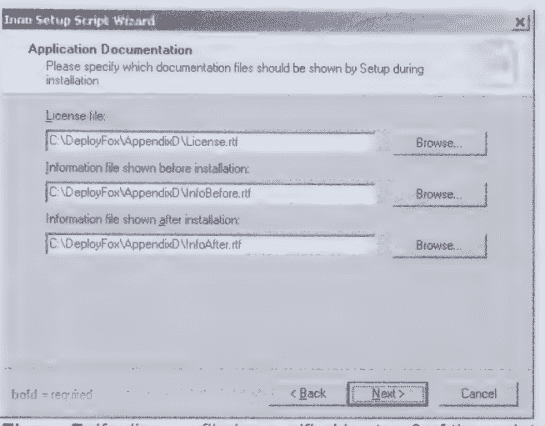 Inno Setup Script Wizard
Application Documentation
Please specify which documentation files should be shown by Setup during
installation
License file:
C:\DeployFox\AppendixD\License.rtf
Browse...
Information file shown before installation:
C:\DeployFox\AppendixD\InfoBefore.rtf
Browse...
Information file shown after installation:
C:\DeployFox\AppendixD\InfoAfter.rtf
Browse...
bold = required
< Back
Next >
Cancel